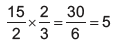 15/2 × 2/3 = 30/6 = 5